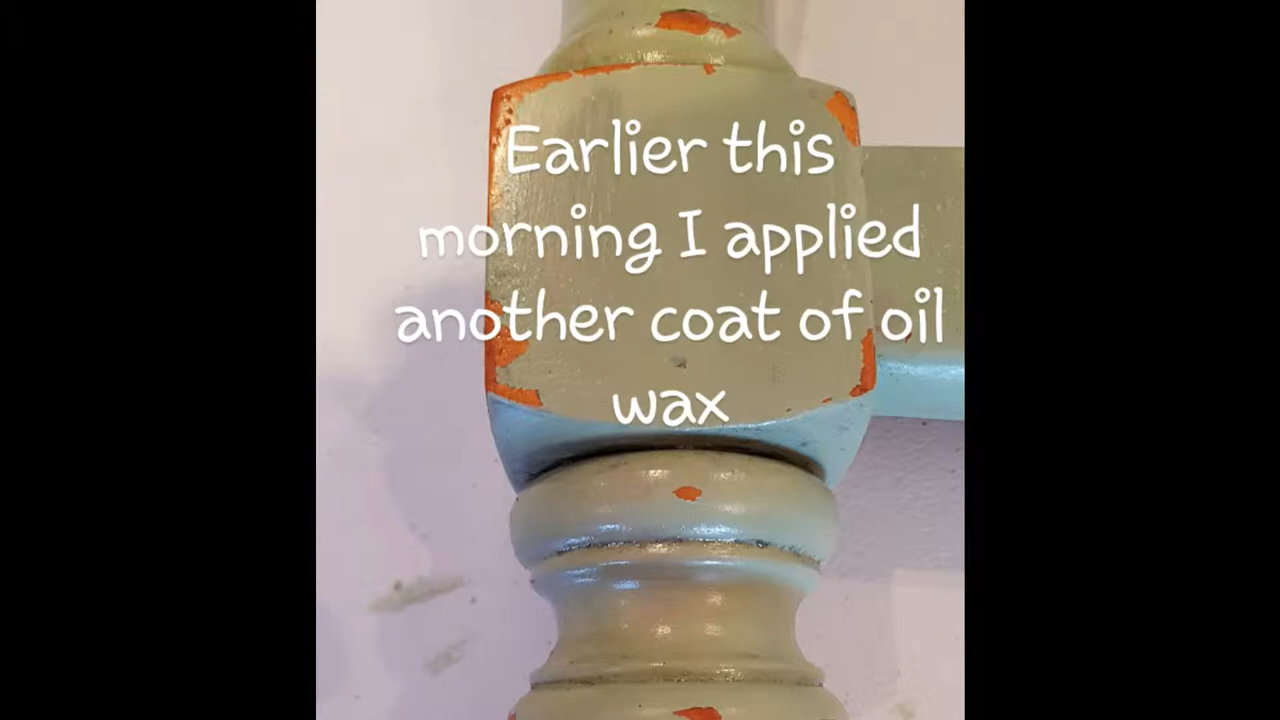 Earlier this
morning I applied
another coat of oil
wax